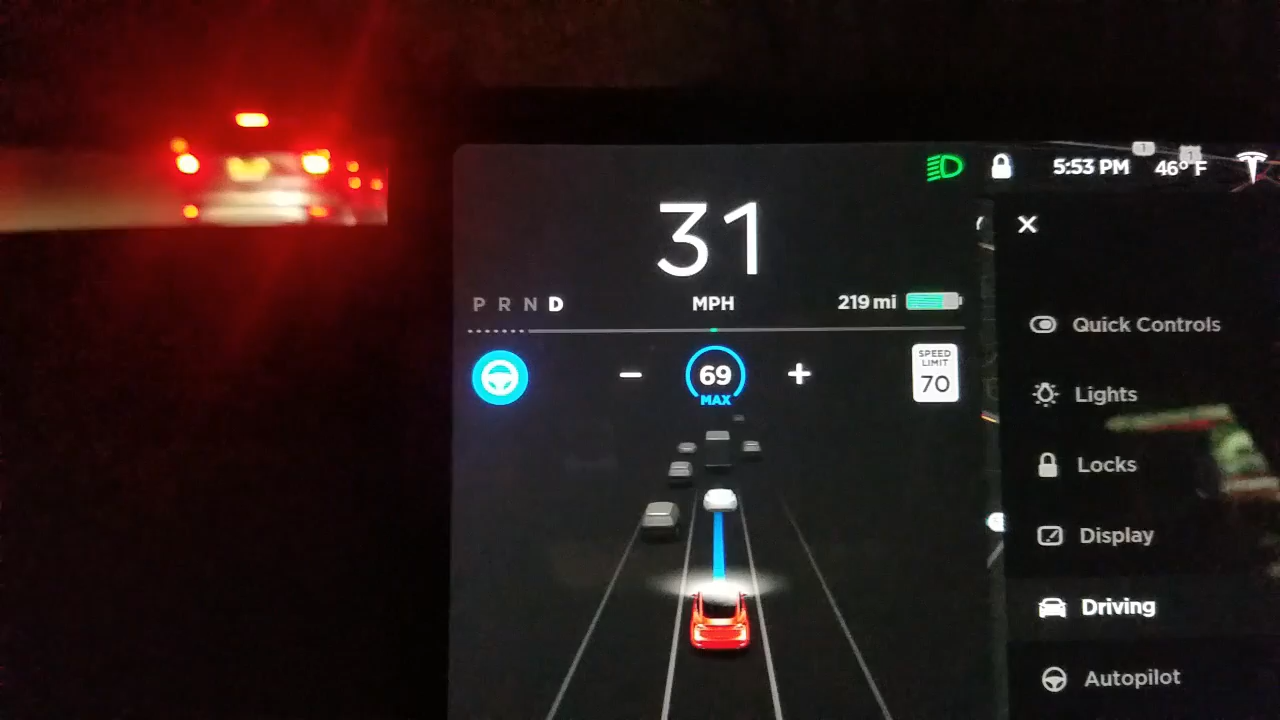 5:53 PM 46° F
31
MPH
P R N D
219 mi
69
MAX
SPEED
LIMIT
70
Quick Controls
Lights
Locks
Display
Driving
Autopilot